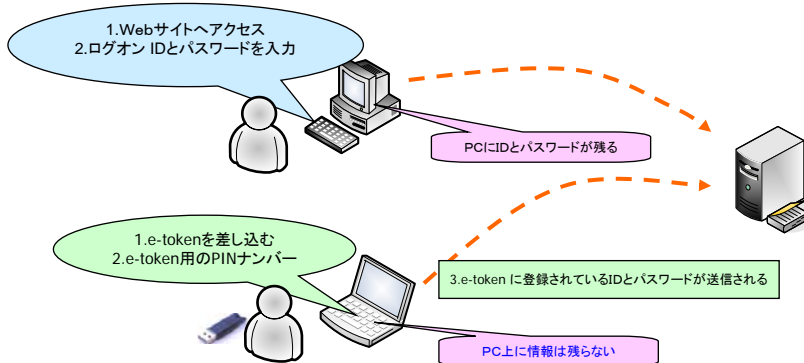 1.Webサイトへアクセス
2.ログオン IDとパスワードを入力
PCにIDとパスワードが残る
1.e-tokenを差し込む
2.e-token用のPINナンバー
3.e-token に登録されているIDとパスワードが送信される
PC上に情報は残らない